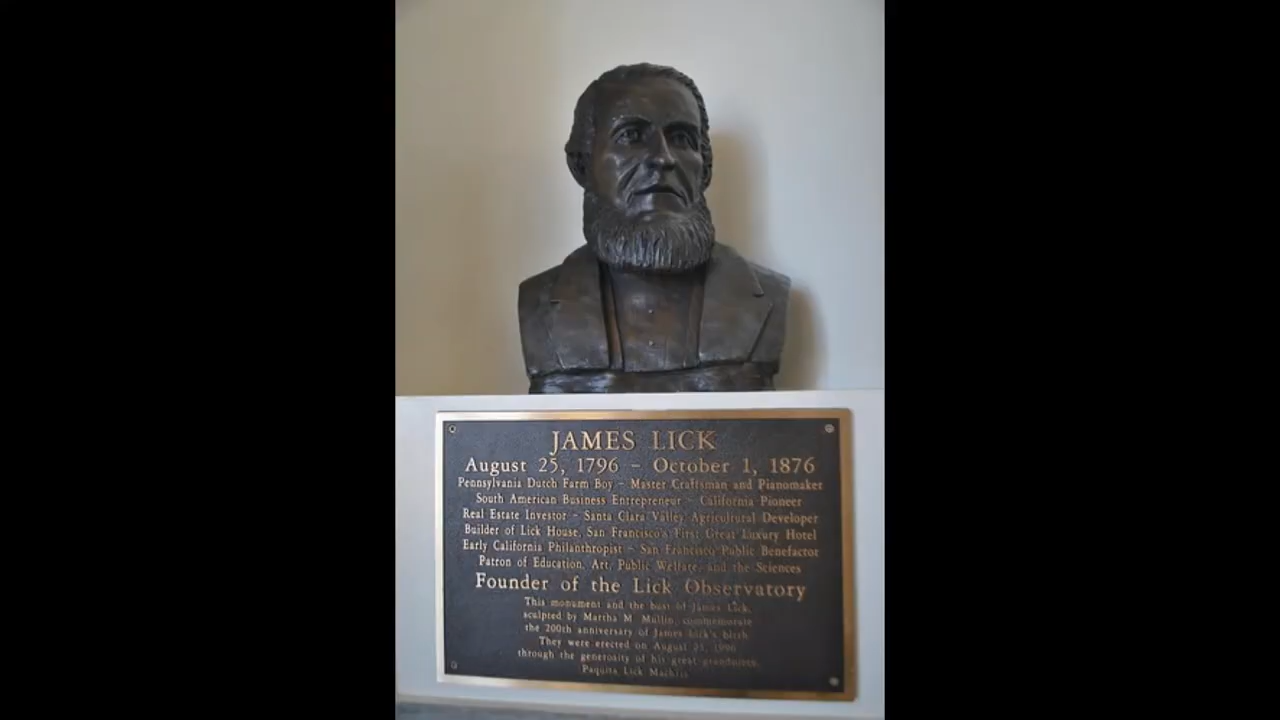 JAMES LICK
August 25, 1796 – October 1, 1876
Pennsylvania Dutch Farm Boy – Master Craftsman and Pianomaker
South American Business Entrepreneur – California Pioneer
Real Estate Investor – Santa Clara Valley Agricultural Developer
Builder of Lick House, San Francisco's First Great Luxury Hotel
Early California Philanthropist – San Francisco Public Benefactor
Patron of Education, Art, Public Welfare, and the Sciences
Founder of the Lick Observatory
This monument and the bust of James Lick,
sculpted by Martha M. Mullin, commemorate
the 200th anniversary of James Lick's birth
They were erected on August 25, 1996
through the generosity of his great-grandniece,
Paquita Lick